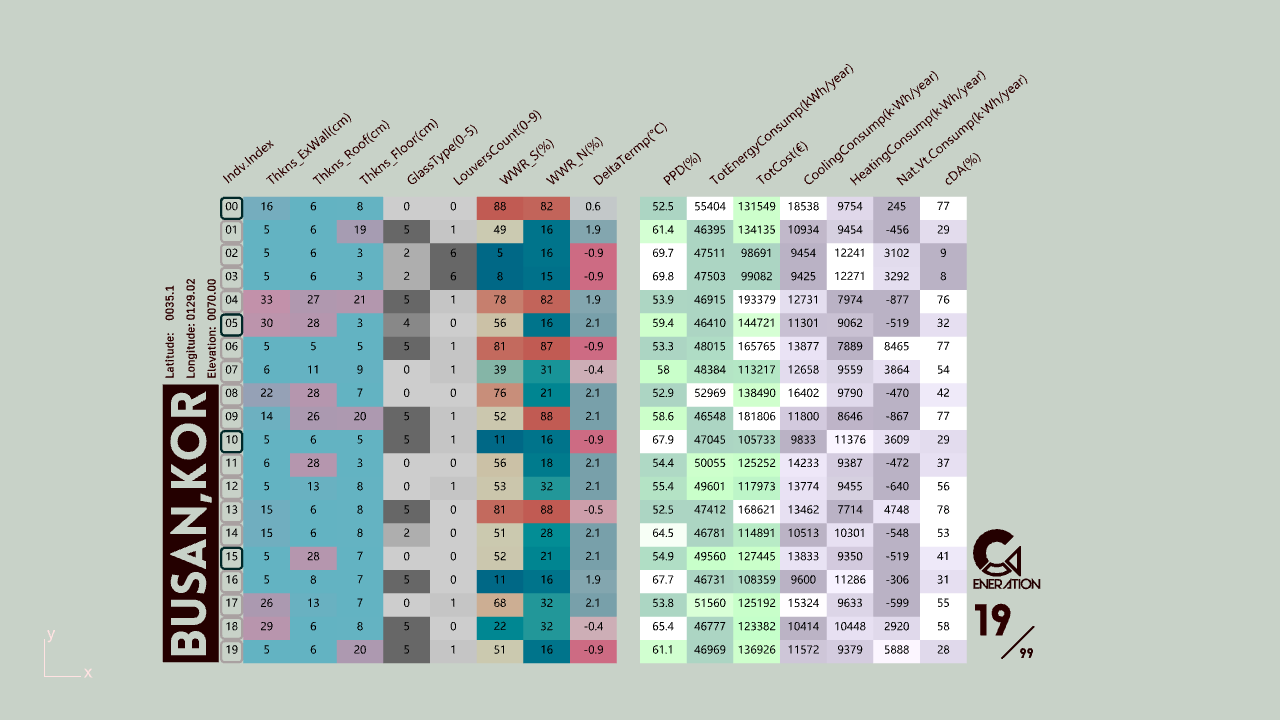 Indv.Index Thkns_ExWall(cm) Thkns_Roof(cm) Thkns_Floor(cm) GlassType(0-5) LouversCount(0-9) WWR_S(%) WWR_N(%) DeltaTermp(°C) PPD(%) TotEnergyConsump(kWh/year) TotCost(€) CoolingConsump(k·Wh/year) HeatingConsump(k·Wh/year) Nat.Vt.Consump(k·Wh/year) cDA(%)
00 16 6 8 0 0 88 82 0.6 52.5 55404 131549 18538 9754 245 77
01 5 6 19 5 1 49 16 1.9 61.4 46395 134135 10934 9454 -456 29
02 5 6 3 2 6 5 16 -0.9 69.7 47511 98691 9454 12241 3102 9
03 5 6 3 2 6 8 15 -0.9 69.8 47503 99082 9425 12271 3292 8
04 33 27 21 5 1 78 82 1.9 53.9 46915 193379 12731 7974 -877 76
05 30 28 3 4 0 56 16 2.1 59.4 46410 144721 11301 9062 -519 32
06 5 5 5 5 1 81 87 -0.9 53.3 48015 165765 13877 7889 8465 77
07 6 11 9 0 1 39 31 -0.4 58 48384 113217 12658 9559 3864 54
08 22 28 7 0 0 76 21 2.1 52.9 52969 138490 16402 9790 -470 42
09 14 26 20 5 1 52 88 2.1 58.6 46548 181806 11800 8646 -867 77
10 5 6 5 5 1 11 16 -0.9 67.9 47045 105733 9833 11376 3609 29
11 6 28 3 0 0 56 18 2.1 54.4 50055 125252 14233 9387 -472 37
12 5 13 8 0 1 53 32 2.1 55.4 49601 117973 13774 9455 -640 56
13 15 6 8 5 0 81 88 -0.5 52.5 47412 168621 13462 7714 4748 78
14 15 6 8 2 0 51 28 2.1 64.5 46781 114891 10513 10301 -548 53
15 5 28 7 0 0 52 21 2.1 54.9 49560 127445 13833 9350 -519 41
16 5 8 7 5 0 11 16 1.9 67.7 46731 108359 9600 11286 -306 31
17 26 13 7 0 1 68 32 2.1 53.8 51560 125192 15324 9633 -599 55
18 29 6 8 5 0 22 32 -0.4 65.4 46777 123382 10414 10448 2920 58
19 5 6 20 5 1 51 16 -0.9 61.1 46969 136926 11572 9379 5888 28
Latitude: 0035.1
Longitude: 0129.02
Elevation: 0070.00
BUSAN,KOR
ENERATION
19/99
y
x